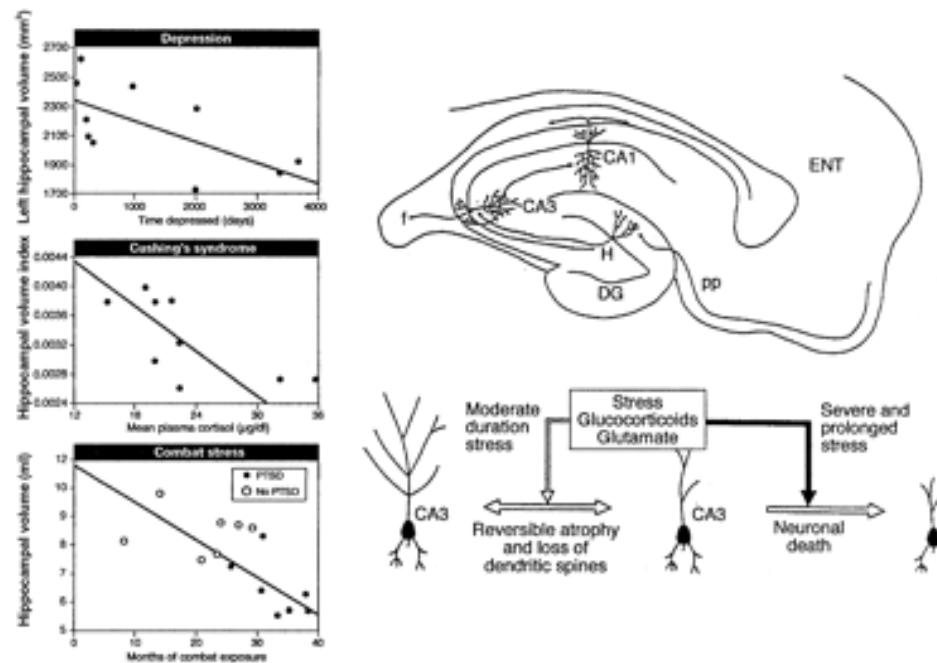 Depression
Left hippocampal volume (mm³)
2700
2500
2300
2100
1900
1700
0 1000 2000 3000 4000
Time depressed (days)
Cushing's syndrome
Hippocampal volume index
0.0044
0.0040
0.0036
0.0032
0.0028
0.0024
12 18 24 30 36
Mean plasma cortisol (µg/dl)
Combat stress
Hippocampal volume (ml)
12
11
10
9
8
7
6
5
PTSD
No PTSD
0 10 20 30 40
Months of combat exposure
CA1
ENT
CA3
f
H
DG
pp
Moderate
duration
stress
Stress
Glucocorticoids
Glutamate
Severe and
prolonged
stress
CA3
Reversible atrophy
and loss of
dendritic spines
CA3
Neuronal
death